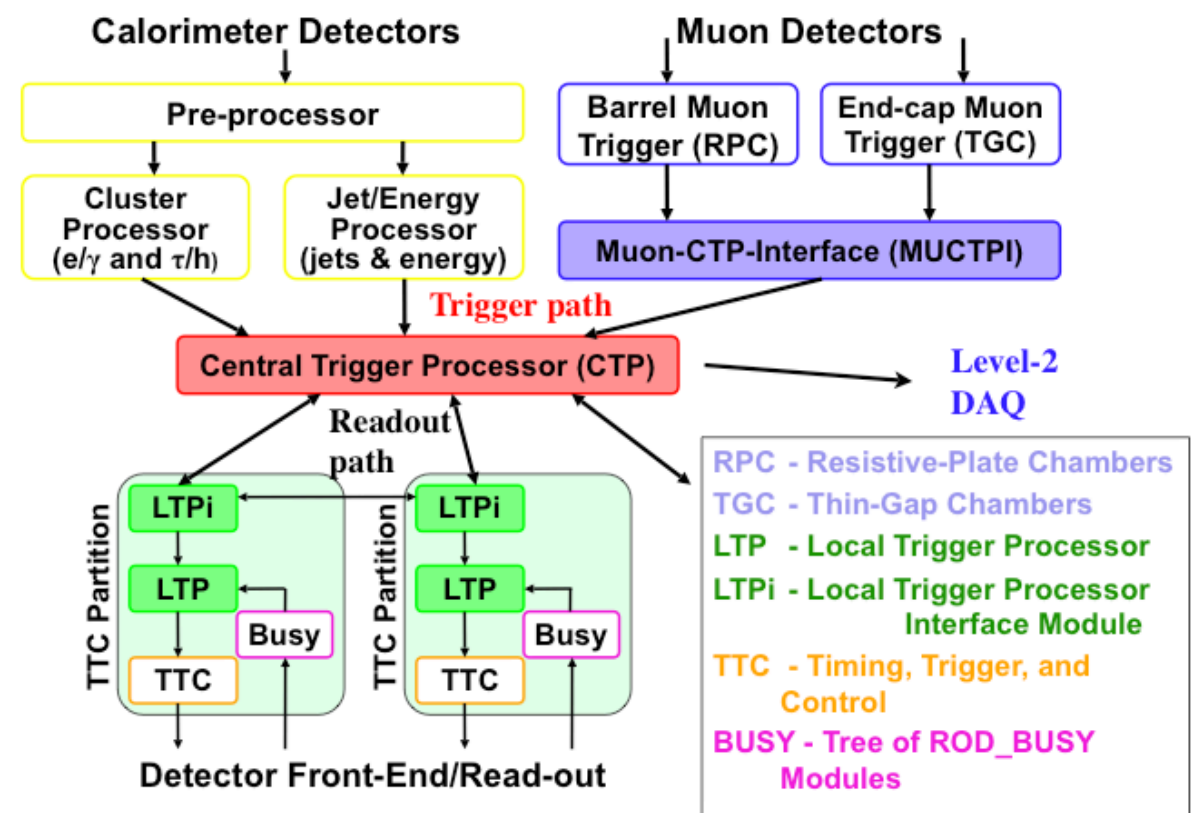 Calorimeter Detectors
Muon Detectors
Pre-processor
Barrel Muon
Trigger (RPC)
End-cap Muon
Trigger (TGC)
Cluster
Processor
(e/γ and τ/h)
Jet/Energy
Processor
(jets & energy)
Muon-CTP-Interface (MUCTPI)
Trigger path
Central Trigger Processor (CTP)
Level-2
DAQ
Readout
path
TTC Partition
LTPi
LTP
Busy
TTC
TTC Partition
LTPi
LTP
Busy
TTC
Detector Front-End/Read-out
RPC - Resistive-Plate Chambers
TGC - Thin-Gap Chambers
LTP - Local Trigger Processor
LTPi - Local Trigger Processor
Interface Module
TTC - Timing, Trigger, and
Control
BUSY - Tree of ROD_BUSY
Modules